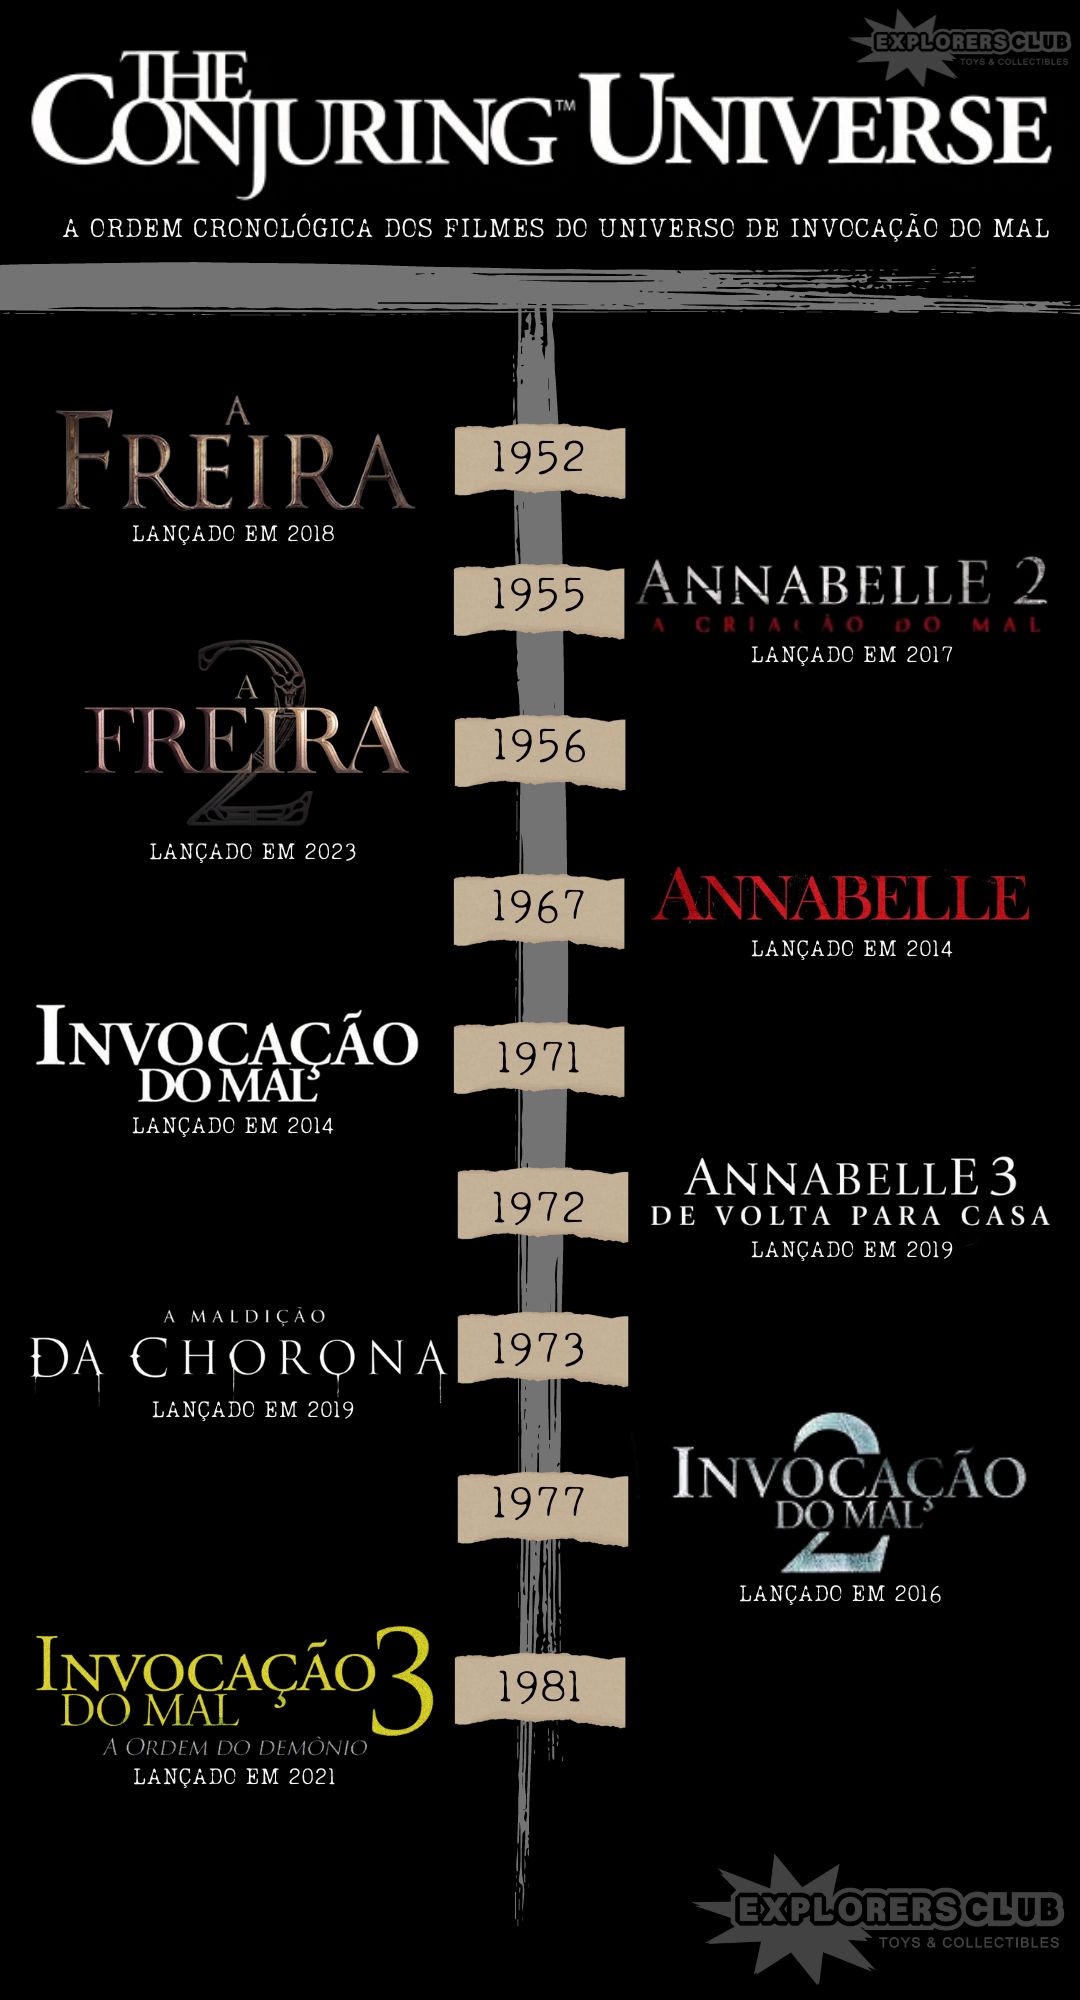 EXPLORERS CLUB
TOYS & COLLECTIBLES
THE
CONJURING™ UNIVERSE
A ORDEM CRONOLÓGICA DOS FILMES DO UNIVERSO DE INVOCAÇÃO DO MAL
A
FREIRA
LANÇADO EM 2018
1952
1955
ANNABELLE 2
A CRIAÇÃO DO MAL
LANÇADO EM 2017
A
FREIRA
2
LANÇADO EM 2023
1956
1967
ANNABELLE
LANÇADO EM 2014
INVOCAÇÃO
DO MAL
LANÇADO EM 2014
1971
1972
ANNABELLE 3
DE VOLTA PARA CASA
LANÇADO EM 2019
A MALDIÇÃO
DA CHORONA
LANÇADO EM 2019
1973
1977
INVOCAÇÃO
DO MAL
2
LANÇADO EM 2016
INVOCAÇÃO 3
DO MAL
A ORDEM DO DEMÔNIO
LANÇADO EM 2021
1981
EXPLORERS CLUB
TOYS & COLLECTIBLES